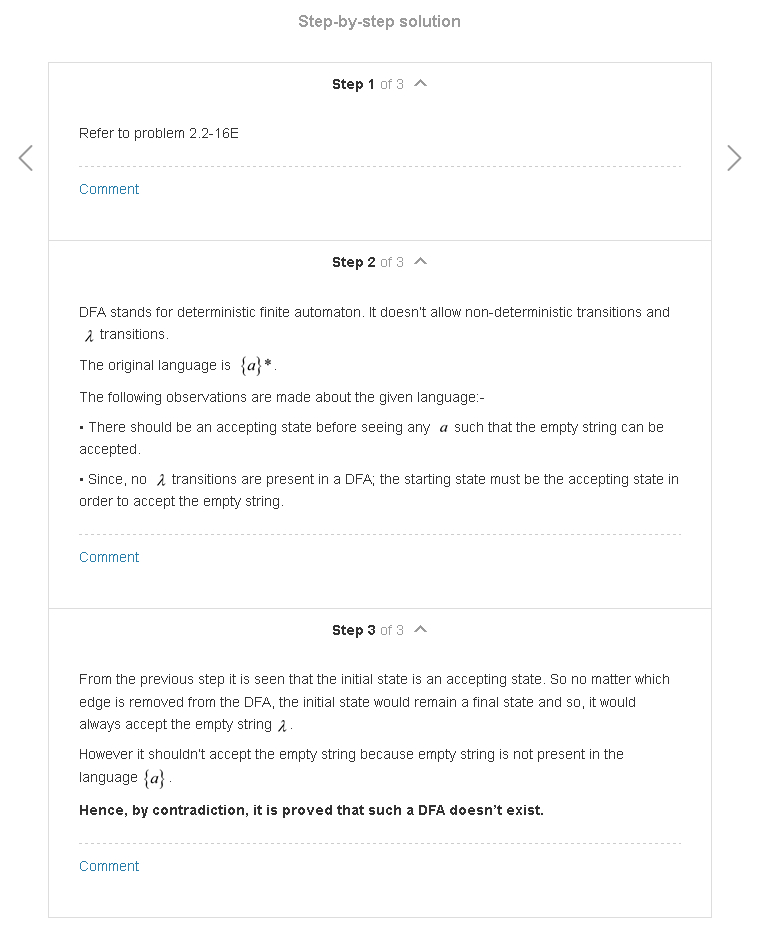 Step-by-step solution
Step 1 of 3
Refer to problem 2.2-16E
Comment
Step 2 of 3
DFA stands for deterministic finite automaton. It doesn't allow non-deterministic transitions and
λ transitions.
The original language is {a}*.
The following observations are made about the given language:-
• There should be an accepting state before seeing any a such that the empty string can be
accepted.
• Since, no λ transitions are present in a DFA; the starting state must be the accepting state in
order to accept the empty string.
Comment
Step 3 of 3
From the previous step it is seen that the initial state is an accepting state. So no matter which
edge is removed from the DFA, the initial state would remain a final state and so, it would
always accept the empty string λ.
However it shouldn't accept the empty string because empty string is not present in the
language {a}.
Hence, by contradiction, it is proved that such a DFA doesn't exist.
Comment